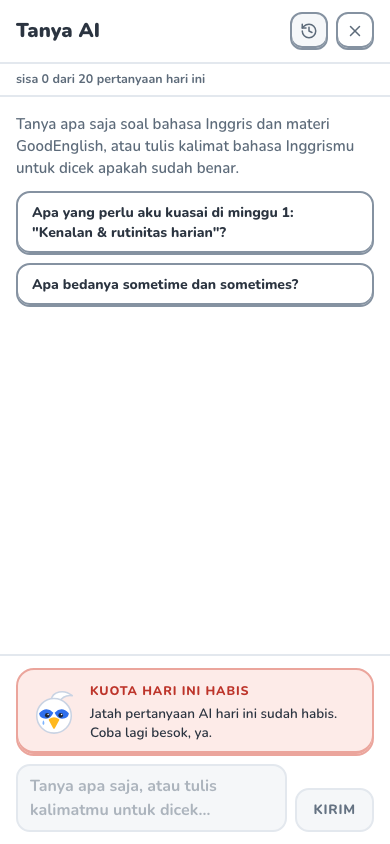 Tanya AI
sisa 0 dari 20 pertanyaan hari ini
Tanya apa saja soal bahasa Inggris dan materi
GoodEnglish, atau tulis kalimat bahasa Inggrismu
untuk dicek apakah sudah benar.
Apa yang perlu aku kuasai di minggu 1:
"Kenalan & rutinitas harian"?
Apa bedanya sometime dan sometimes?
KUOTA HARI INI HABIS
Jatah pertanyaan AI hari ini sudah habis.
Coba lagi besok, ya.
Tanya apa saja, atau tulis
kalimatmu untuk dicek...
KIRIM